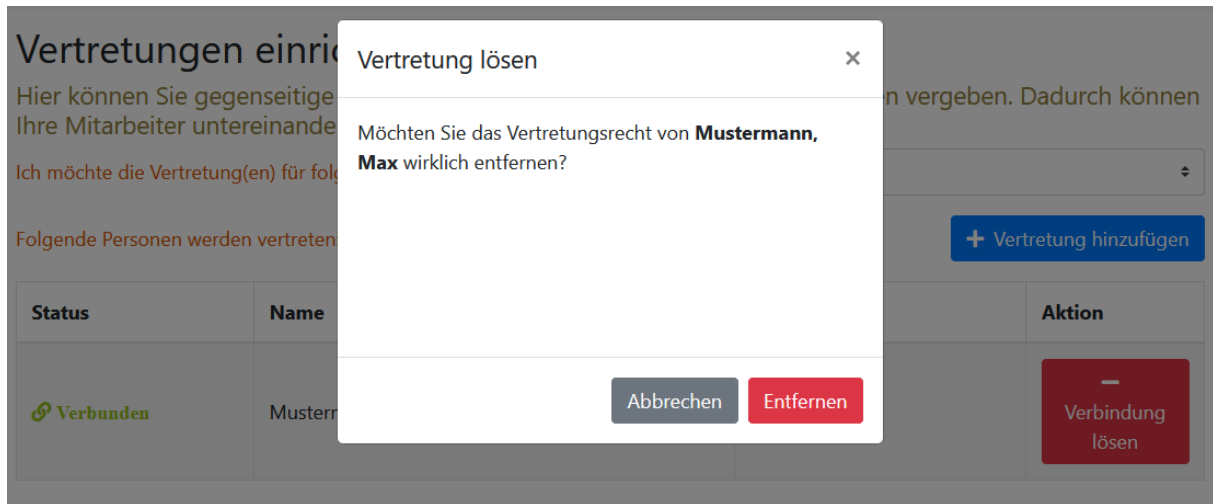 Vertretungen einric
Vertretung lösen
×
Hier können Sie gegenseitige
n vergeben. Dadurch können
Ihre Mitarbeiter untereinande
Möchten Sie das Vertretungsrecht von Mustermann,
Max wirklich entfernen?
Ich möchte die Vertretung(en) für folg
Folgende Personen werden vertreten:
+ Vertretung hinzufügen
Status
Name
Aktion
Verbunden
Musterr
Verbindung
lösen
Abbrechen
Entfernen